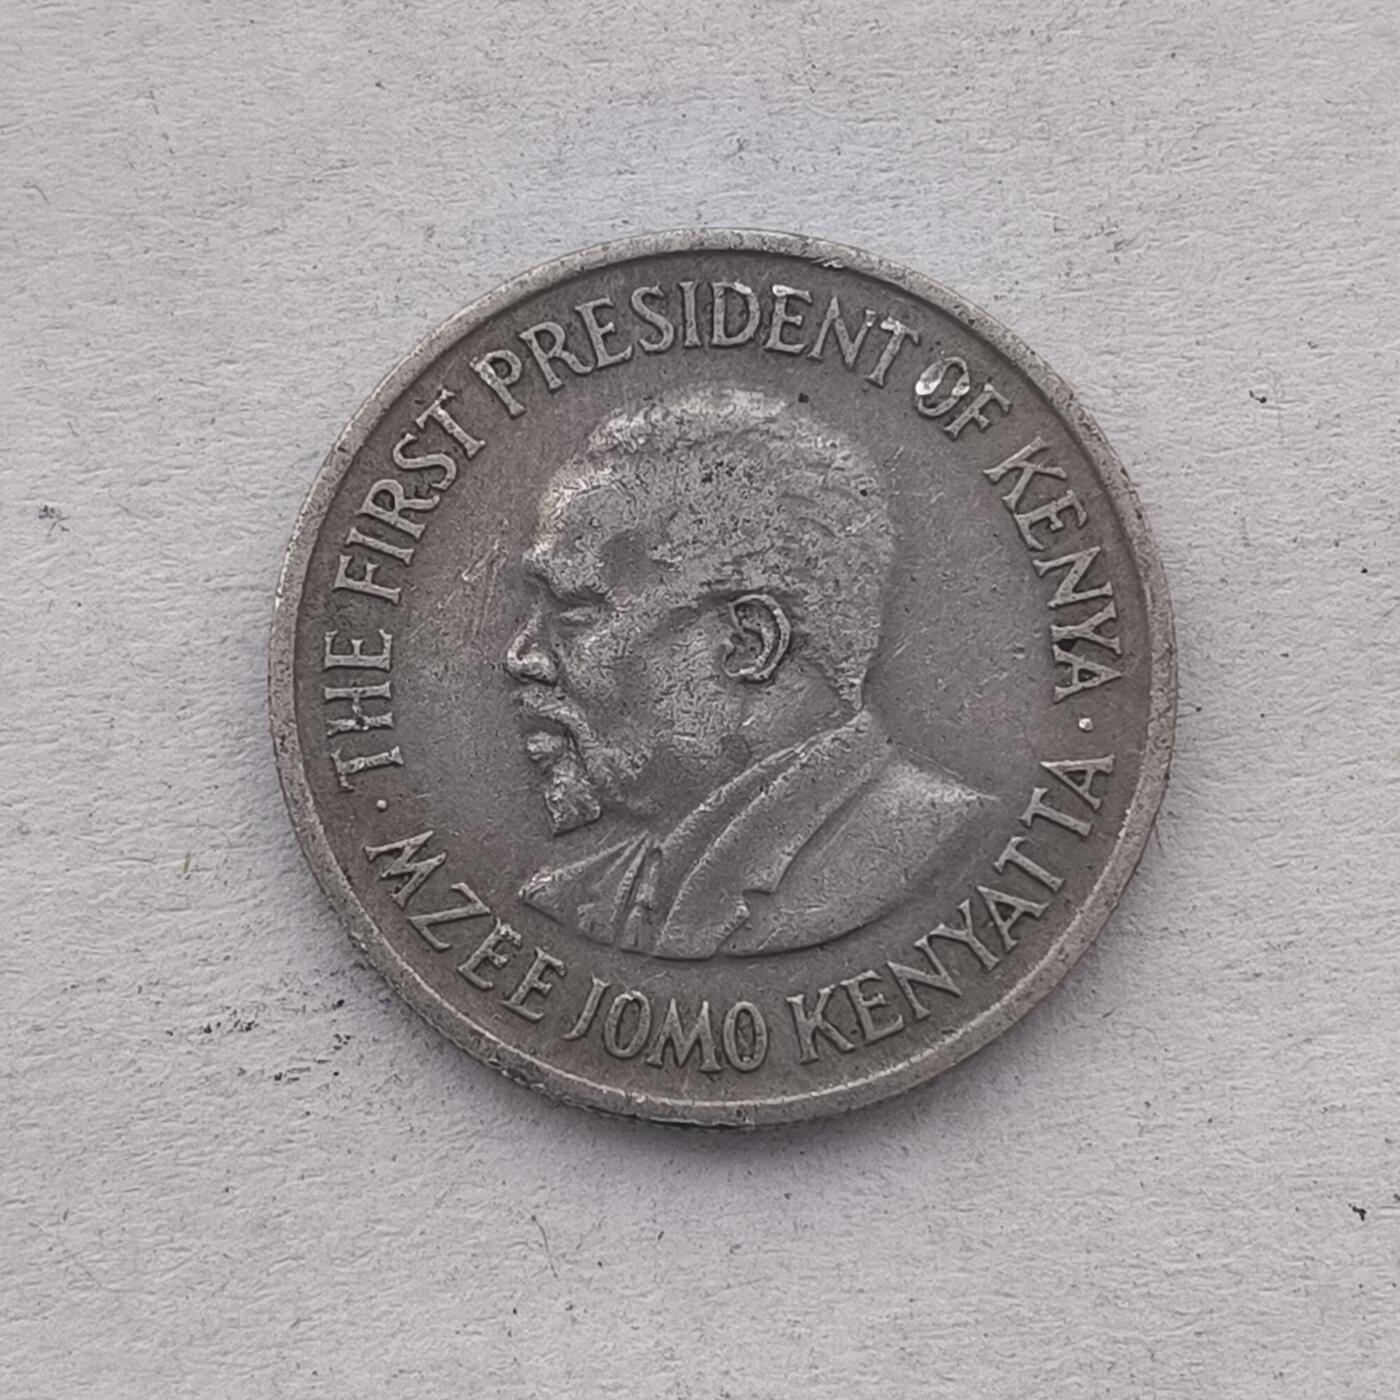 · THE FIRST PRESIDENT OF KENYA ·
MZEE JOMO KENYATTA